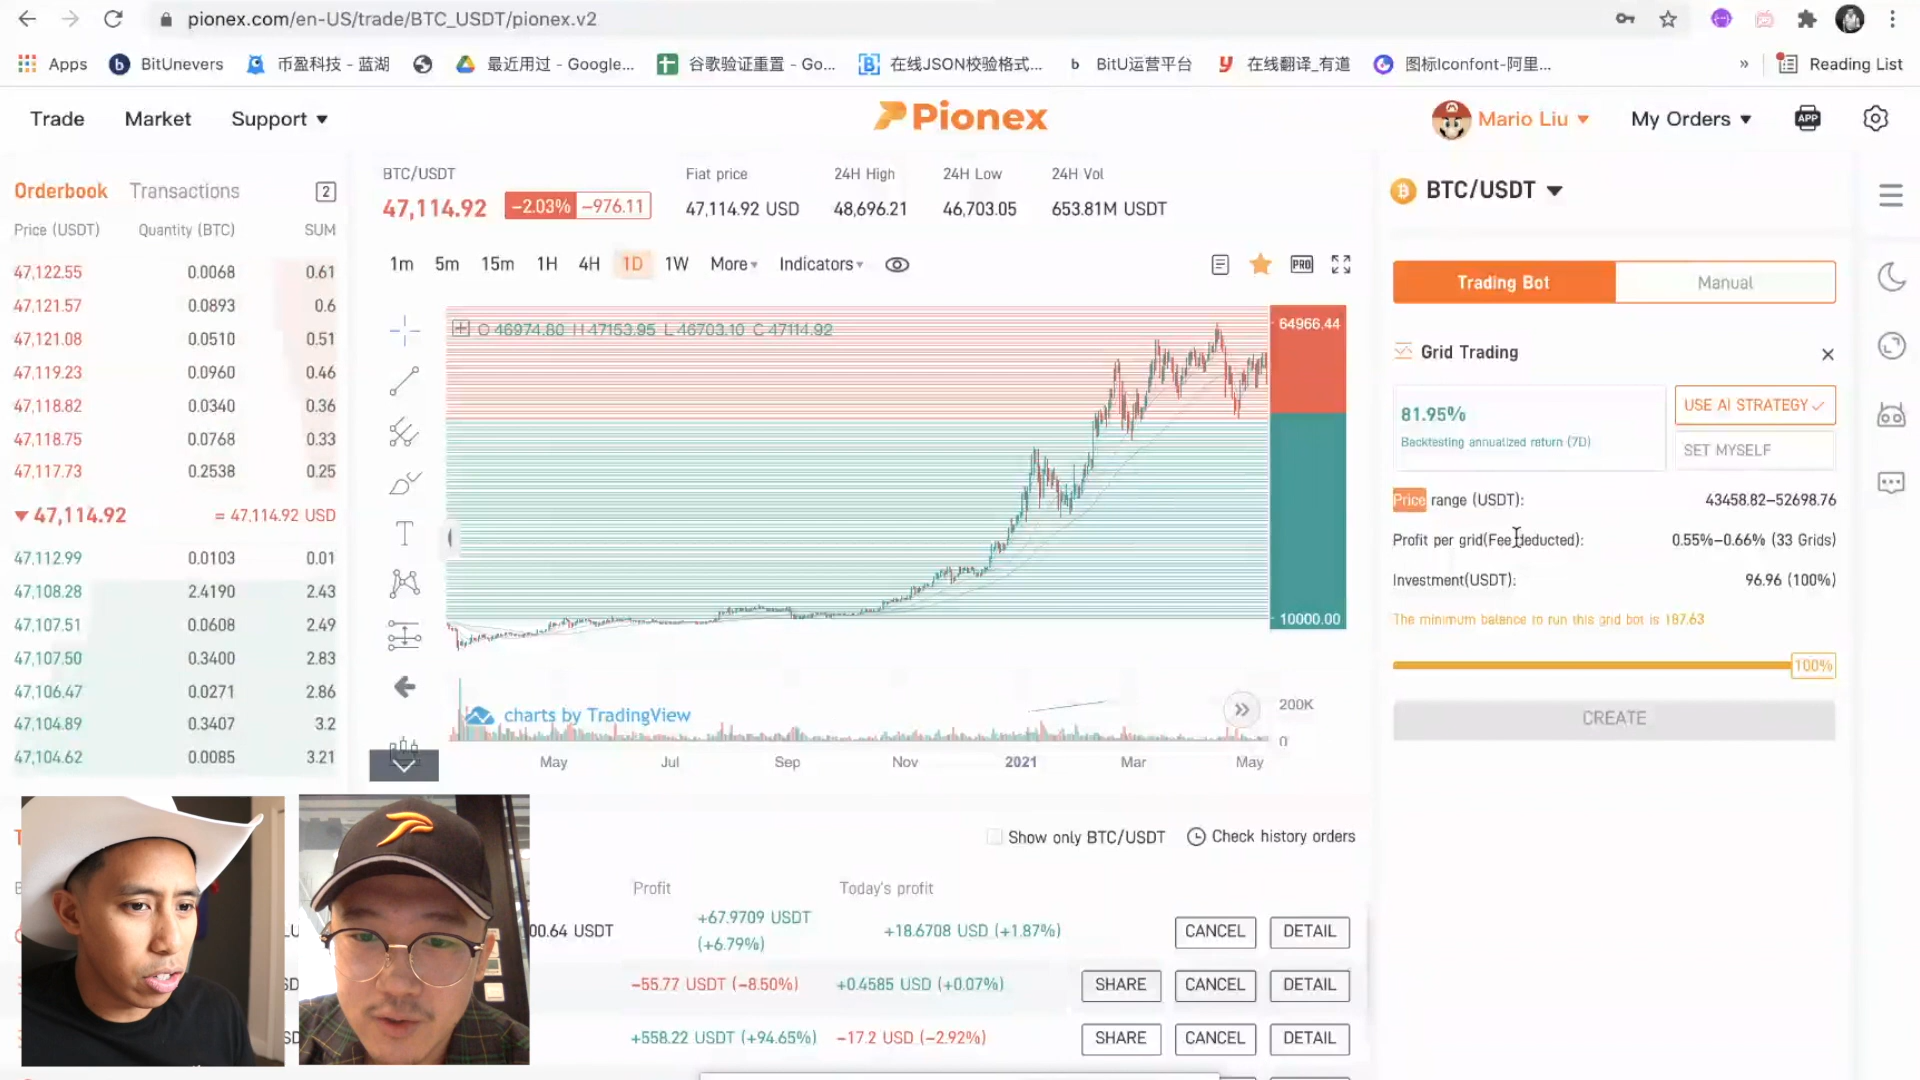 pionex.com/en-US/trade/BTC_USDT/pionex.v2
Apps BitUnevers 币盈科技 - 蓝湖 最近用过 - Google... 谷歌验证重置 - Go... 在线JSON校验格式... BitU运营平台 在线翻译_有道 图标Iconfont-阿里... » Reading List
Trade Market Support Pionex Mario Liu My Orders APP
Orderbook Transactions 2
Price (USDT) Quantity (BTC) SUM
47,122.55 0.0068 0.61
47,121.57 0.0893 0.6
47,121.08 0.0510 0.51
47,119.23 0.0960 0.46
47,118.82 0.0340 0.36
47,118.75 0.0768 0.33
47,117.73 0.2538 0.25
47,114.92 = 47,114.92 USD
47,112.99 0.0103 0.01
47,108.28 2.4190 2.43
47,107.51 0.0608 2.49
47,107.50 0.3400 2.83
47,106.47 0.0271 2.86
47,104.89 0.3407 3.2
47,104.62 0.0085 3.21
BTC/USDT Fiat price 24H High 24H Low 24H Vol
47,114.92 -2.03% -976.11 47,114.92 USD 48,696.21 46,703.05 653.81M USDT
1m 5m 15m 1H 4H 1D 1W More Indicators PRO
O 46974.80 H 47153.95 L 46703.10 C 47114.92
64966.44
10000.00
charts by TradingView
200K
0
May Jul Sep Nov 2021 Mar May
BTC/USDT
Trading Bot Manual
Grid Trading
81.95%
Backtesting annualized return (7D)
USE AI STRATEGY
SET MYSELF
Price range (USDT): 43458.82-52698.76
Profit per grid(Fee deducted): 0.55%-0.66% (33 Grids)
Investment(USDT): 96.96 (100%)
The minimum balance to run this grid bot is 187.63
100%
CREATE
Show only BTC/USDT Check history orders
Profit Today's profit
00.64 USDT +67.9709 USDT (+6.79%) +18.6708 USD (+1.87%) CANCEL DETAIL
-55.77 USDT (-8.50%) +0.4585 USD (+0.07%) SHARE CANCEL DETAIL
+558.22 USDT (+94.65%) -17.2 USD (-2.92%) SHARE CANCEL DETAIL